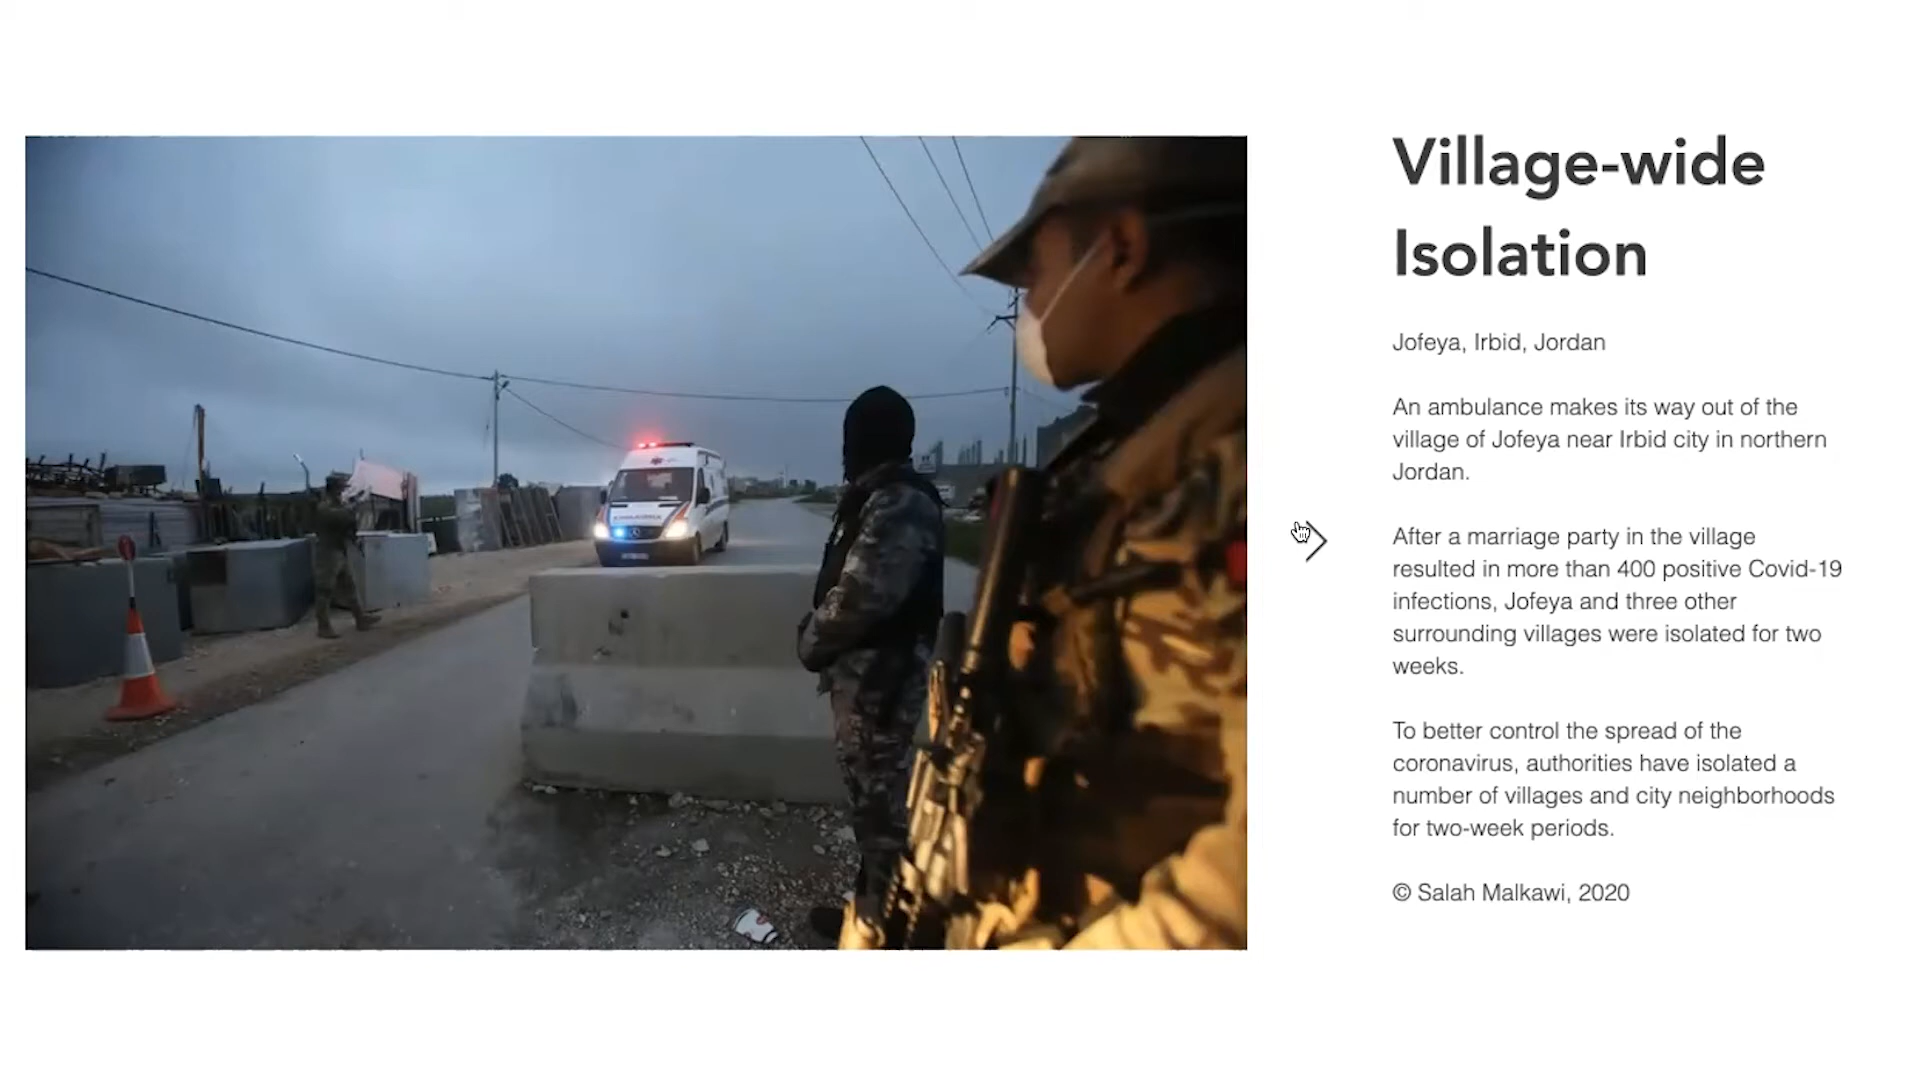 Village-wide
Isolation
Jofeya, Irbid, Jordan
An ambulance makes its way out of the
village of Jofeya near Irbid city in northern
Jordan.
After a marriage party in the village
resulted in more than 400 positive Covid-19
infections, Jofeya and three other
surrounding villages were isolated for two
weeks.
To better control the spread of the
coronavirus, authorities have isolated a
number of villages and city neighborhoods
for two-week periods.
© Salah Malkawi, 2020